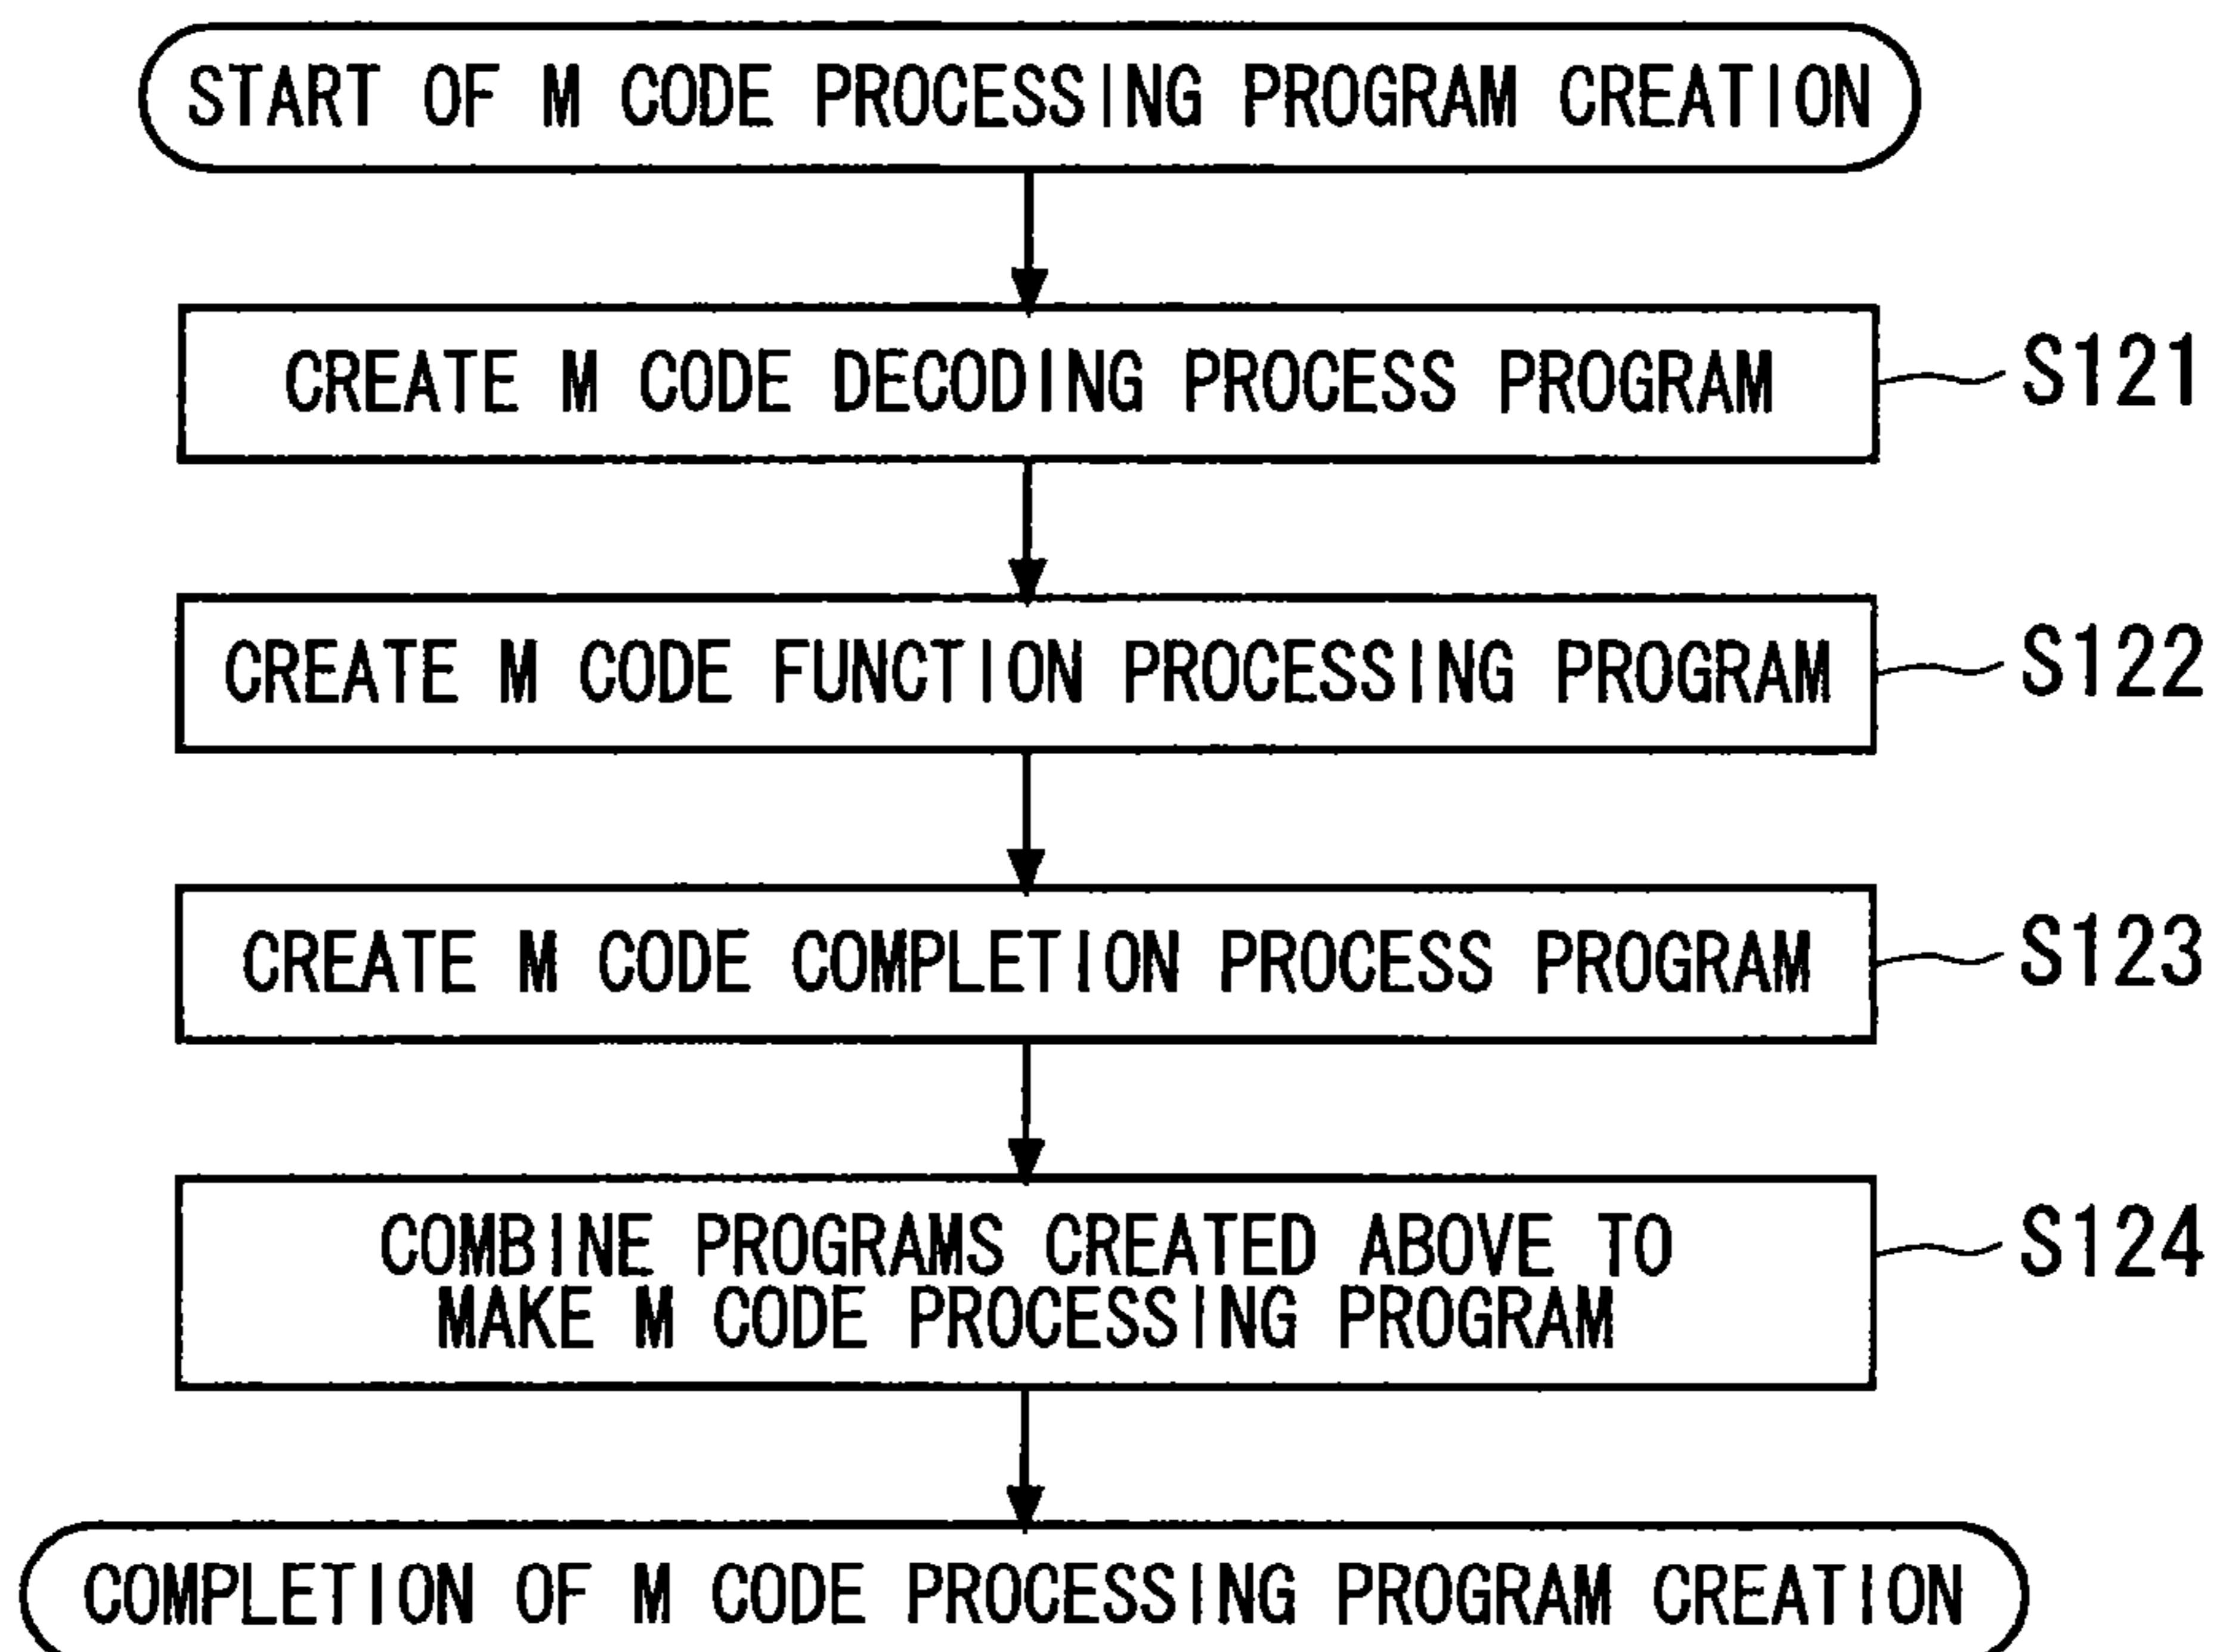 START OF M CODE PROCESSING PROGRAM CREATION
CREATE M CODE DECODING PROCESS PROGRAM
S121
CREATE M CODE FUNCTION PROCESSING PROGRAM
S122
CREATE M CODE COMPLETION PROCESS PROGRAM
S123
COMBINE PROGRAMS CREATED ABOVE TO
MAKE M CODE PROCESSING PROGRAM
S124
COMPLETION OF M CODE PROCESSING PROGRAM CREATION